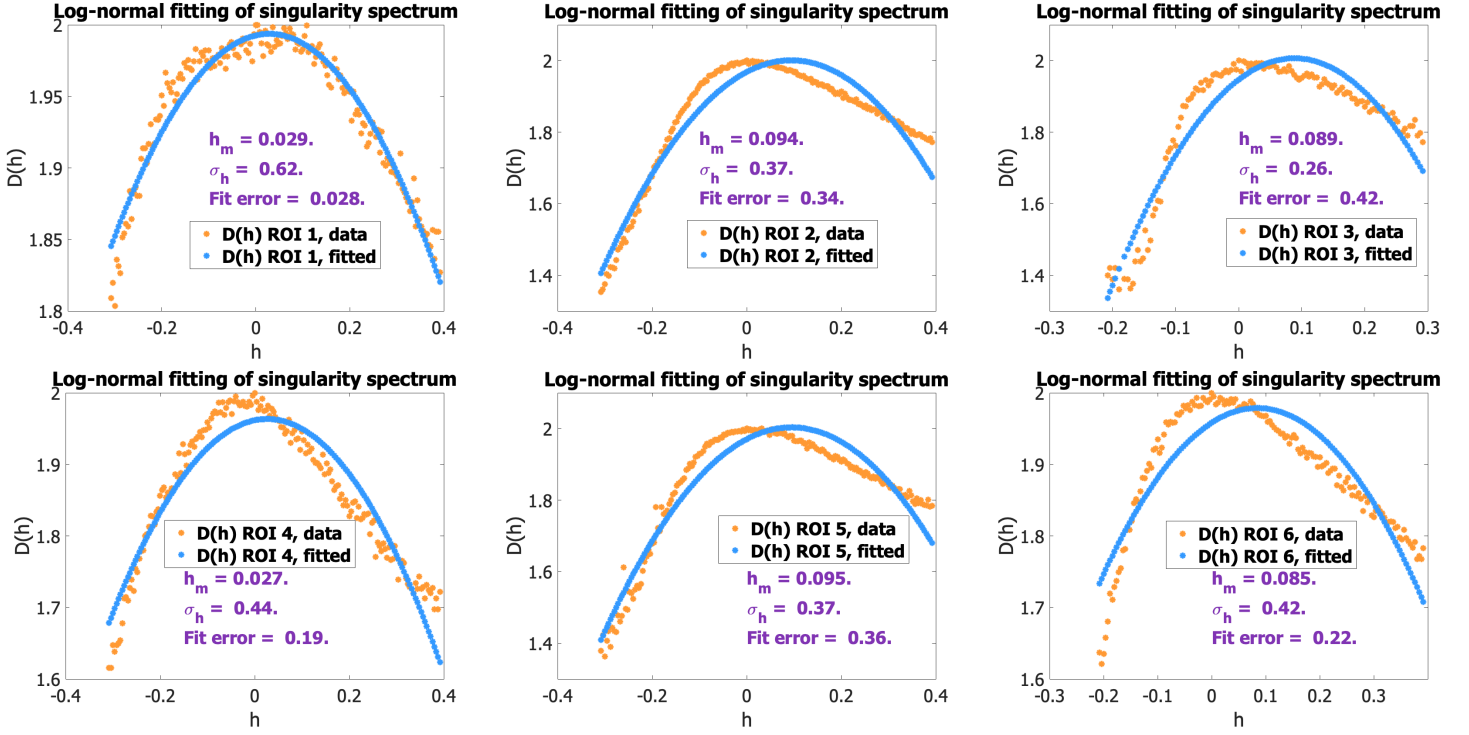 Log-normal fitting of singularity spectrum
2
1.95
1.9
1.85
1.8
D(h)
h_m = 0.029.
σ_h = 0.62.
Fit error = 0.028.
D(h) ROI 1, data
D(h) ROI 1, fitted
-0.4 -0.2 0 0.2 0.4
h
Log-normal fitting of singularity spectrum
2
1.8
1.6
1.4
D(h)
h_m = 0.094.
σ_h = 0.37.
Fit error = 0.34.
D(h) ROI 2, data
D(h) ROI 2, fitted
-0.4 -0.2 0 0.2 0.4
h
Log-normal fitting of singularity spectrum
2
1.8
1.6
1.4
D(h)
h_m = 0.089.
σ_h = 0.26.
Fit error = 0.42.
D(h) ROI 3, data
D(h) ROI 3, fitted
-0.3 -0.2 -0.1 0 0.1 0.2 0.3
h
Log-normal fitting of singularity spectrum
2
1.9
1.8
1.7
1.6
D(h)
D(h) ROI 4, data
D(h) ROI 4, fitted
h_m = 0.027.
σ_h = 0.44.
Fit error = 0.19.
-0.4 -0.2 0 0.2 0.4
h
Log-normal fitting of singularity spectrum
2
1.8
1.6
1.4
D(h)
D(h) ROI 5, data
D(h) ROI 5, fitted
h_m = 0.095.
σ_h = 0.37.
Fit error = 0.36.
-0.4 -0.2 0 0.2 0.4
h
Log-normal fitting of singularity spectrum
2
1.9
1.8
1.7
1.6
D(h)
D(h) ROI 6, data
D(h) ROI 6, fitted
h_m = 0.085.
σ_h = 0.42.
Fit error = 0.22.
-0.3 -0.2 -0.1 0 0.1 0.2 0.3
h